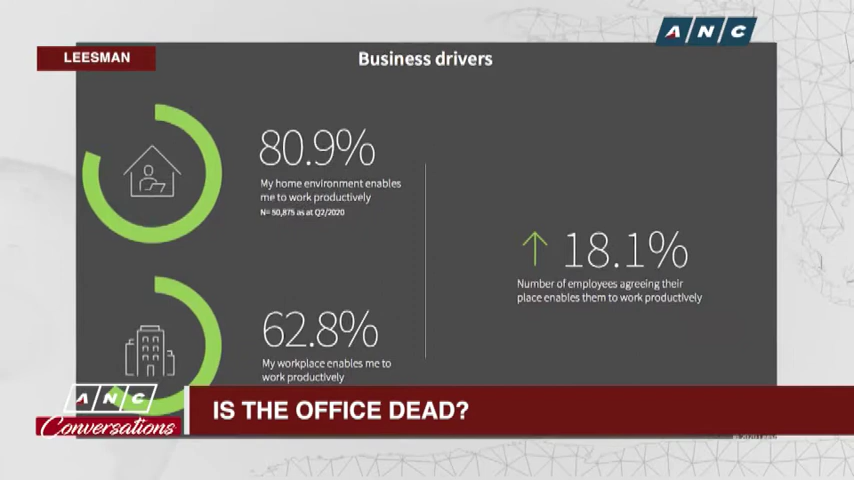 LEESMAN
ANC
Business drivers
80.9%
My home environment enables
me to work productively
N= 50,875 as at Q2/2020
18.1%
Number of employees agreeing their
place enables them to work productively
62.8%
My workplace enables me to
work productively
ANC
Conversations
IS THE OFFICE DEAD?